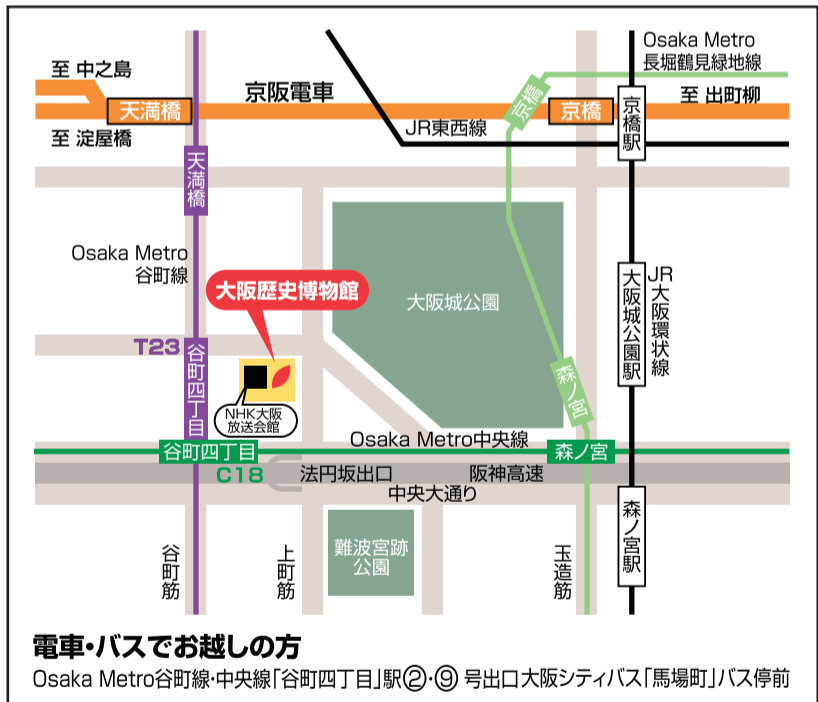 Osaka Metro
長堀鶴見緑地線
至 中之島
天満橋
京阪電車
京橋
京橋
京橋駅
至 出町柳
至 淀屋橋
JR東西線
天満橋
Osaka Metro
谷町線
大阪歴史博物館
大阪城公園
大阪城公園駅
JR大阪環状線
T23
谷町四丁目
NHK大阪
放送会館
森ノ宮
Osaka Metro中央線
谷町四丁目
森ノ宮
C18
法円坂出口
阪神高速
中央大通り
谷町筋
上町筋
難波宮跡
公園
玉造筋
森ノ宮駅
電車・バスでお越しの方
Osaka Metro谷町線・中央線「谷町四丁目」駅②・⑨ 号出口大阪シティバス「馬場町」バス停前